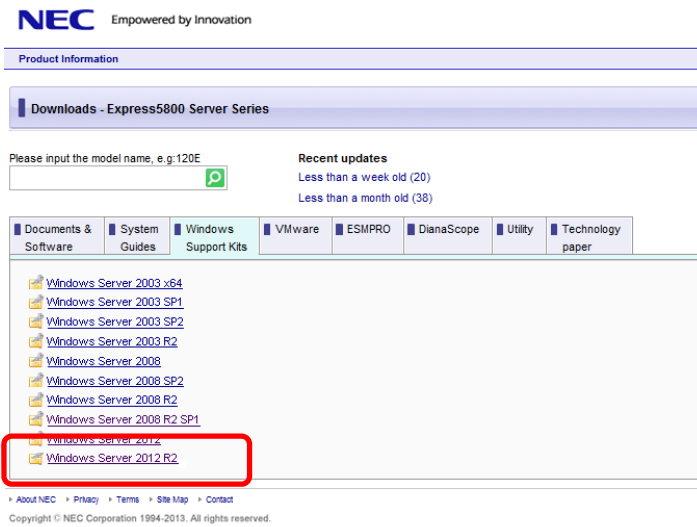 NEC Empowered by Innovation
Product Information
Downloads - Express5800 Server Series
Please input the model name, e.g:120E
Recent updates
Less than a week old (20)
Less than a month old (38)
Documents & Software
System Guides
Windows Support Kits
VMware
ESMPRO
DianaScope
Utility
Technology paper
Windows Server 2003 x64
Windows Server 2003 SP1
Windows Server 2003 SP2
Windows Server 2003 R2
Windows Server 2008
Windows Server 2008 SP2
Windows Server 2008 R2
Windows Server 2008 R2 SP1
Windows Server 2012
Windows Server 2012 R2
About NEC Privacy Terms Site Map Contact
Copyright © NEC Corporation 1994-2013. All rights reserved.